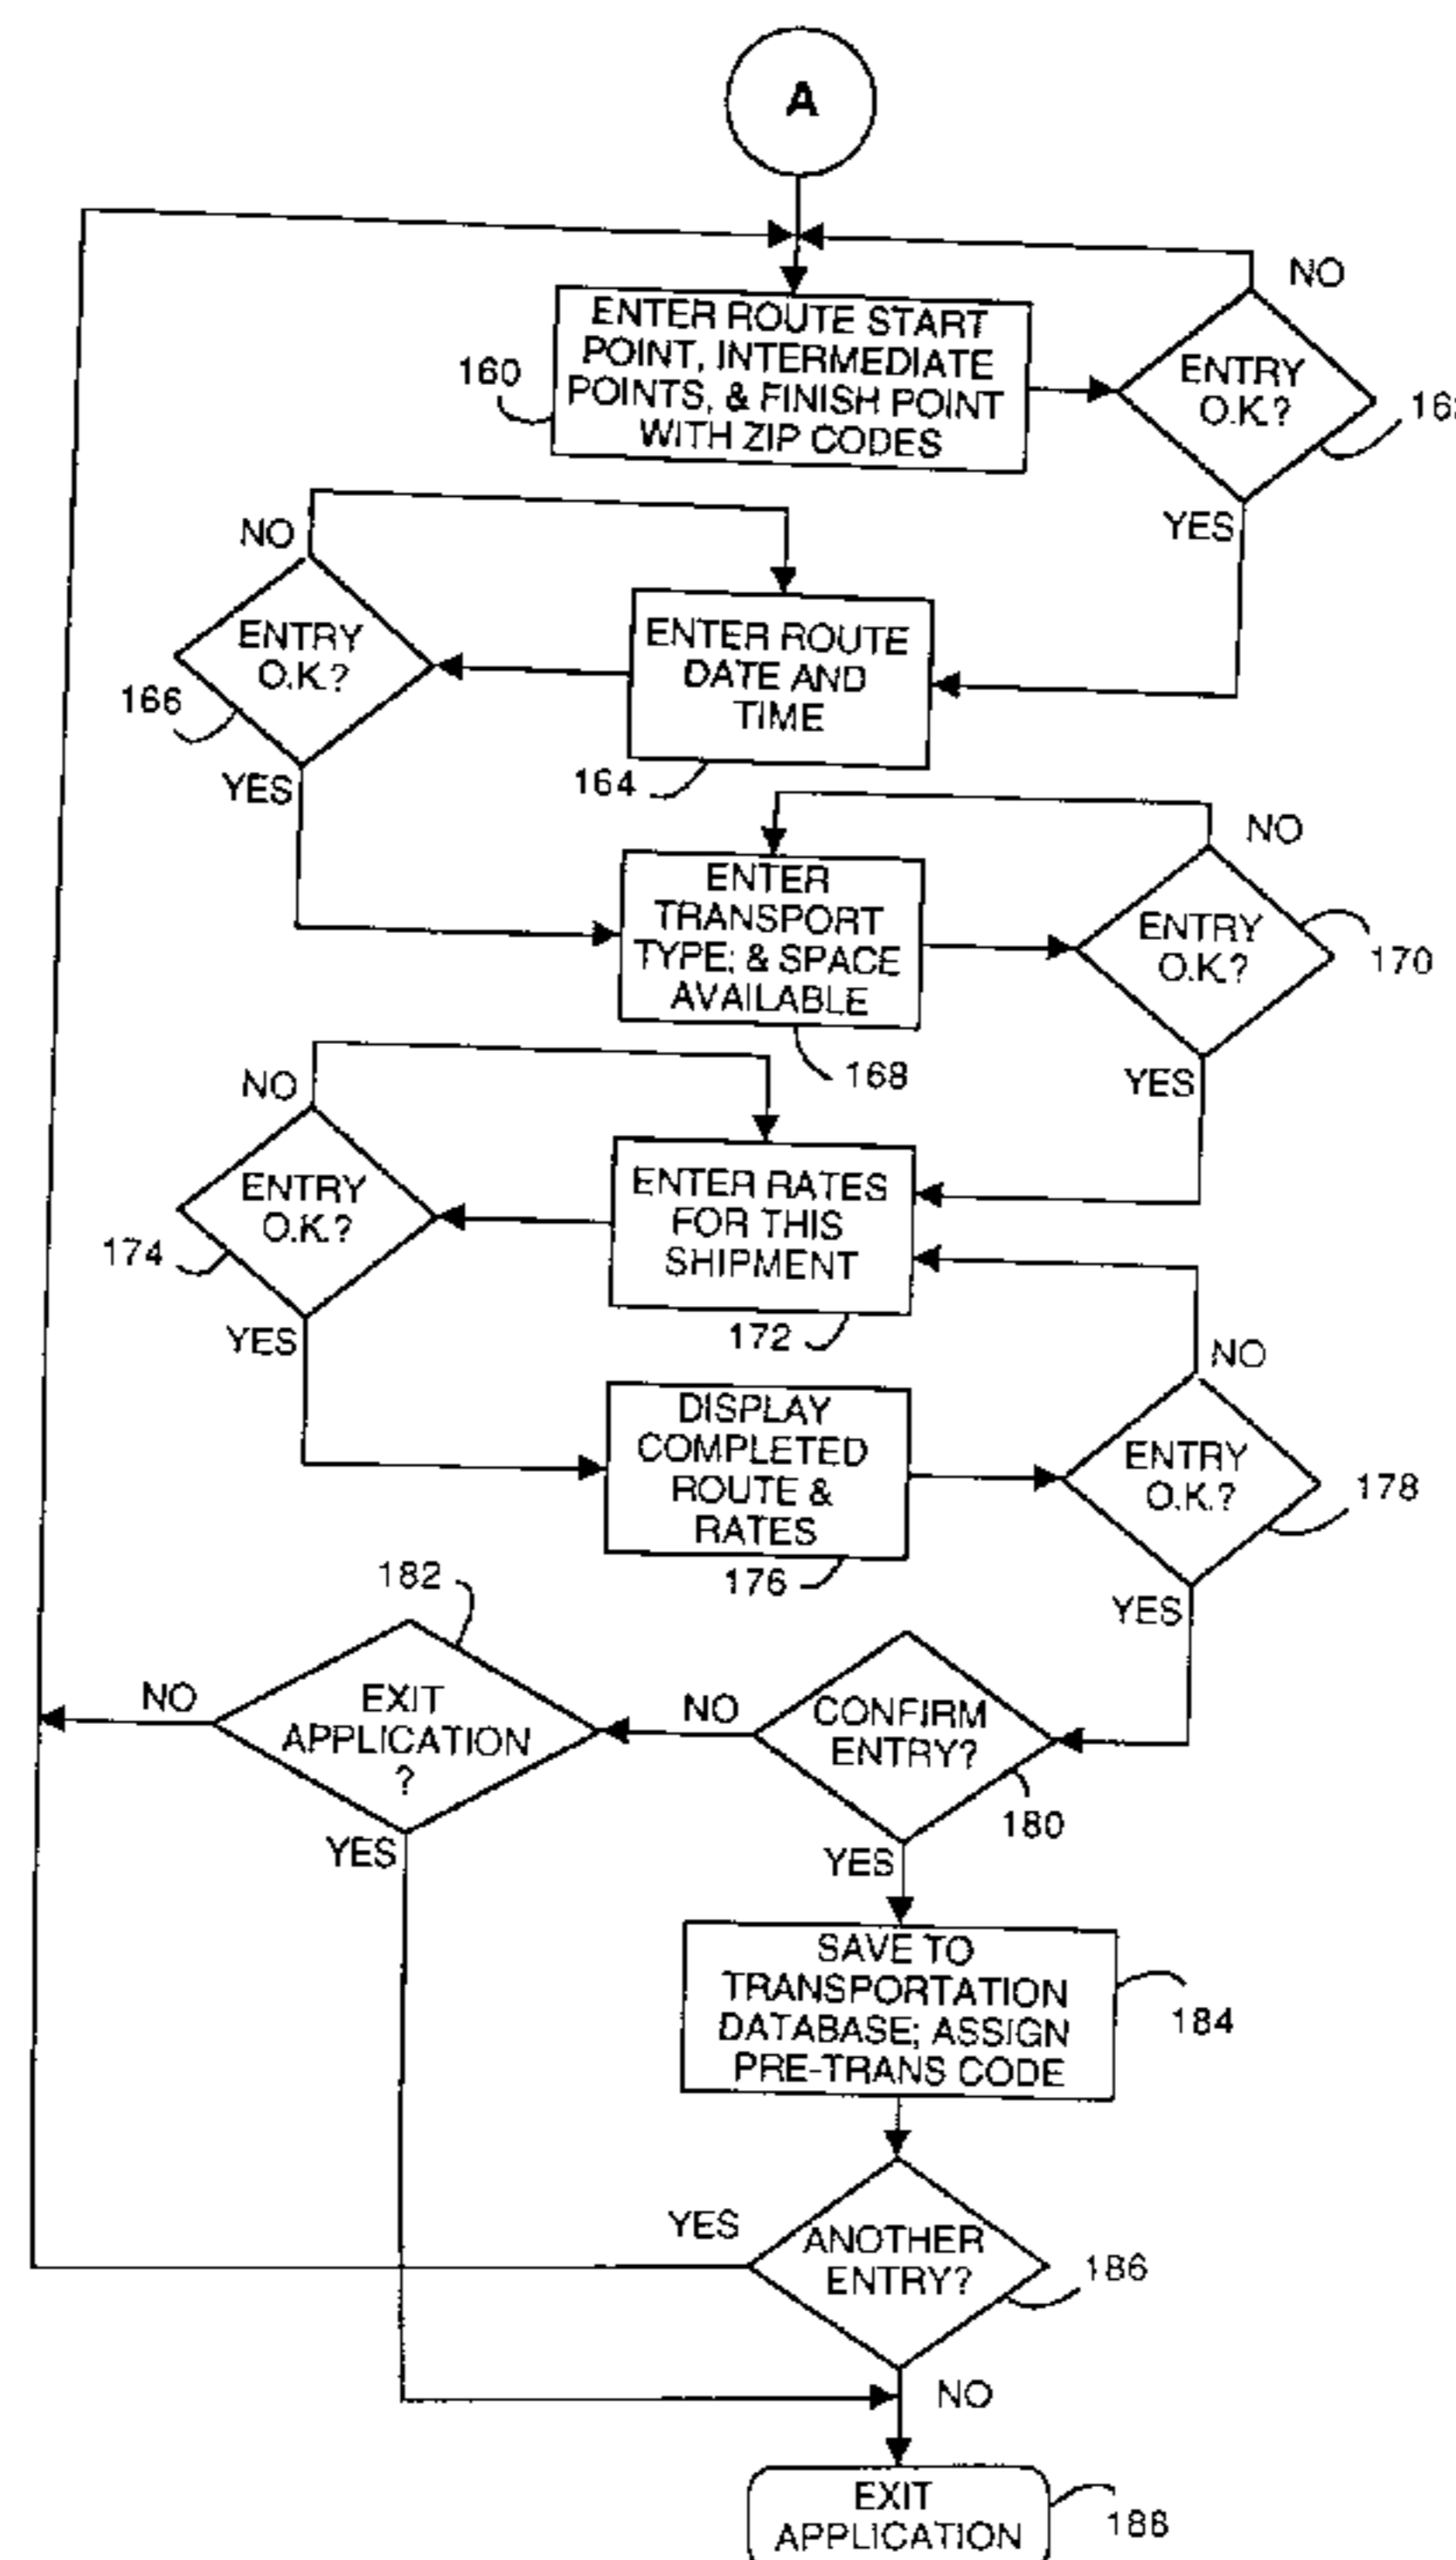 A
NO
ENTER ROUTE START
POINT, INTERMEDIATE
POINTS, & FINISH POINT
WITH ZIP CODES
160
ENTRY
O.K.?
YES
NO
ENTRY
O.K.?
166
YES
ENTER ROUTE
DATE AND
TIME
164
NO
ENTER
TRANSPORT
TYPE; & SPACE
AVAILABLE
168
ENTRY
O.K.?
170
YES
NO
ENTRY
O.K.?
174
YES
ENTER RATES
FOR THIS
SHIPMENT
172
NO
DISPLAY
COMPLETED
ROUTE &
RATES
176
ENTRY
O.K.?
178
YES
182
NO
EXIT
APPLICATION
?
YES
NO
CONFIRM
ENTRY?
180
YES
SAVE TO
TRANSPORTATION
DATABASE; ASSIGN
PRE-TRANS CODE
184
YES
ANOTHER
ENTRY?
186
NO
EXIT
APPLICATION
188